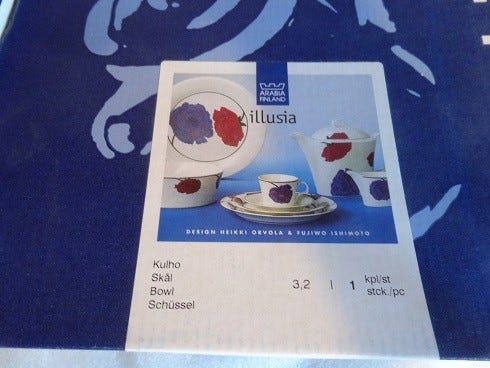 ARABIA
FINLAND
illusia
DESIGN HEIKKI ORVOLA & FUJIWO ISHIMOTO
Kulho
Skål
Bowl
Schüssel
3,2 l 1 kpl/st
stck./pc